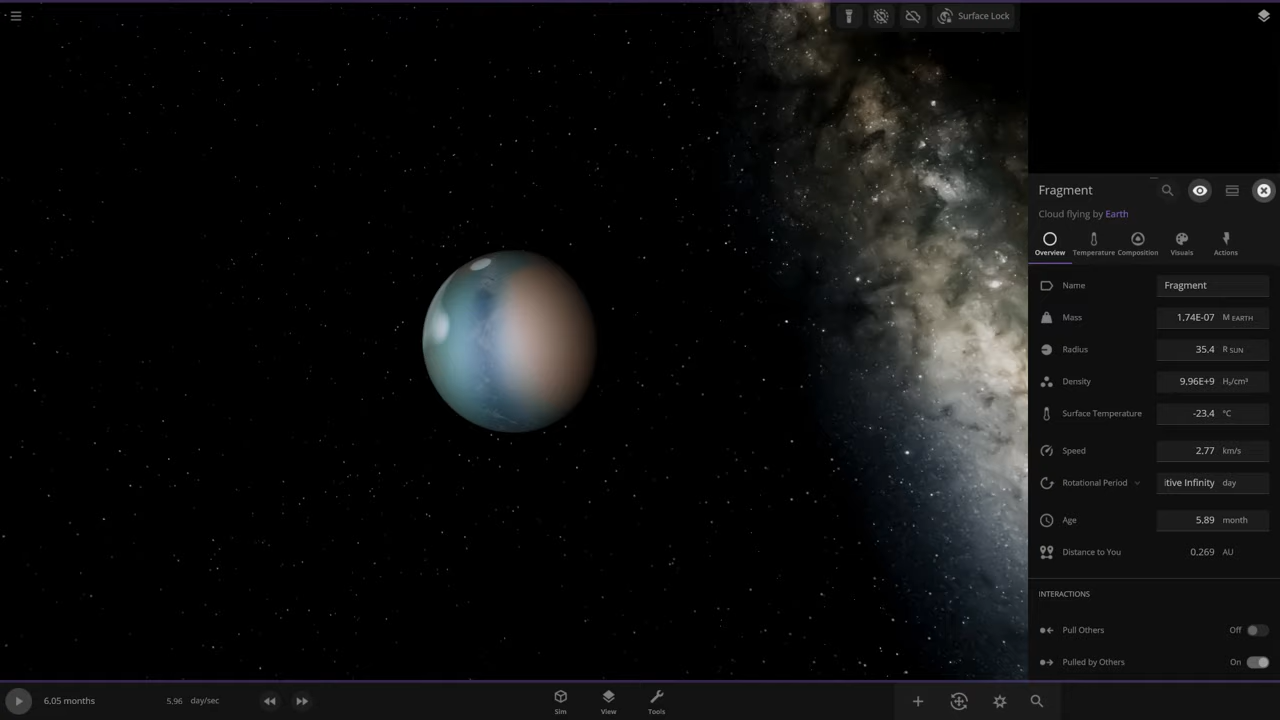 Surface Lock
Fragment
Cloud flying by Earth
Overview Temperature Composition Visuals Actions
Name Fragment
Mass 1.74E-07 M EARTH
Radius 35.4 R SUN
Density 9.96E+9 H₂/cm³
Surface Temperature -23.4 °C
Speed 2.77 km/s
Rotational Period itive Infinity day
Age 5.89 month
Distance to You 0.269 AU
INTERACTIONS
Pull Others Off
Pulled by Others On
6.05 months 5.96 day/sec
Sim View Tools